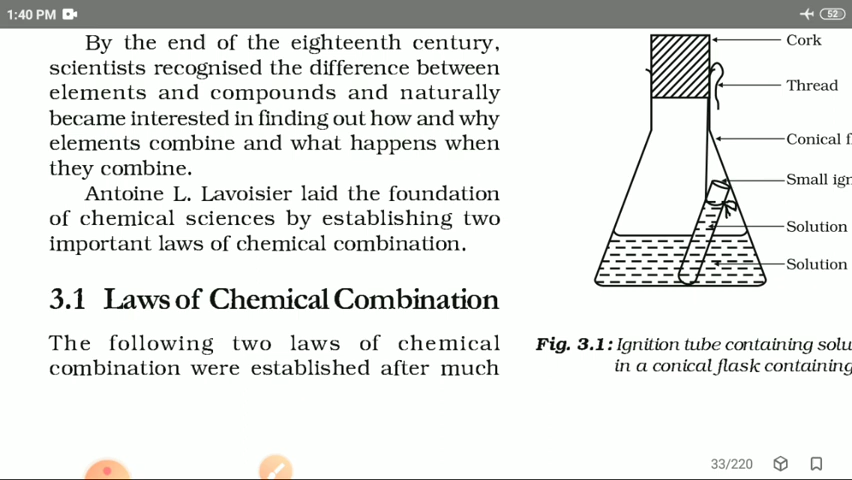 1:40 PM
52
By the end of the eighteenth century,
scientists recognised the difference between
elements and compounds and naturally
became interested in finding out how and why
elements combine and what happens when
they combine.
Antoine L. Lavoisier laid the foundation
of chemical sciences by establishing two
important laws of chemical combination.
3.1 Laws of Chemical Combination
The following two laws of chemical
combination were established after much
Cork
Thread
Conical f
Small ign
Solution
Solution
Fig. 3.1: Ignition tube containing solu
in a conical flask containing
33/220